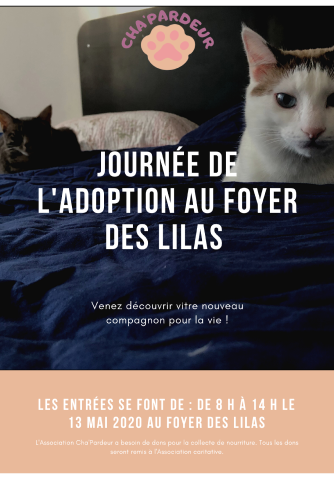 CHA'PARDEUR
JOURNÉE DE
L'ADOPTION AU FOYER
DES LILAS
Venez découvrir vitre nouveau
compagnon pour la vie !
LES ENTRÉES SE FONT DE : DE 8 H À 14 H LE
13 MAI 2020 AU FOYER DES LILAS
L'Association Cha'Pardeur a besoin de dons pour la collecte de nourriture. Tous les dons
seront remis à l'Association caritative.